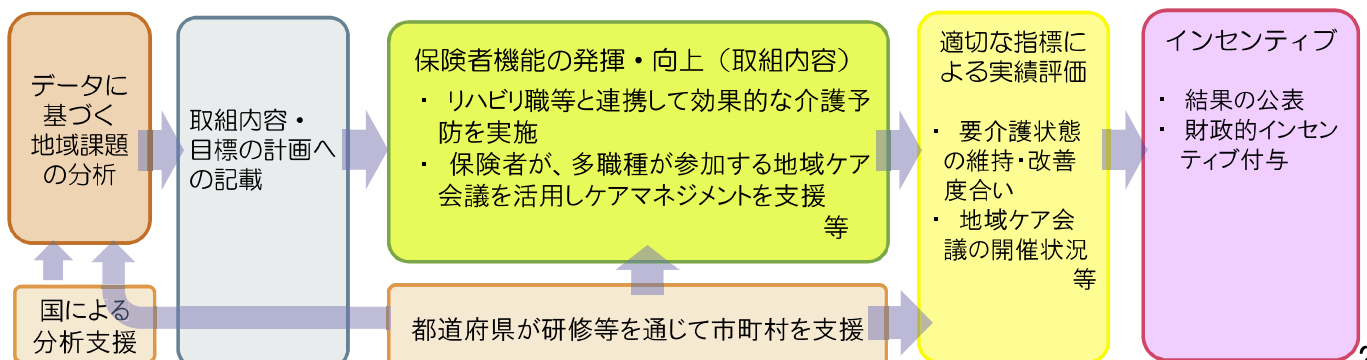 データに
基づく
地域課題
の分析
取組内容・
目標の計画へ
の記載
保険者機能の発揮・向上（取組内容）
・ リハビリ職等と連携して効果的な介護予
防を実施
・ 保険者が、多職種が参加する地域ケア
会議を活用しケアマネジメントを支援
等
適切な指標に
よる実績評価
・ 要介護状態
の維持・改善
度合い
・ 地域ケア会
議の開催状況
等
インセンティブ
・ 結果の公表
・ 財政的インセン
ティブ付与
国による
分析支援
都道府県が研修等を通じて市町村を支援